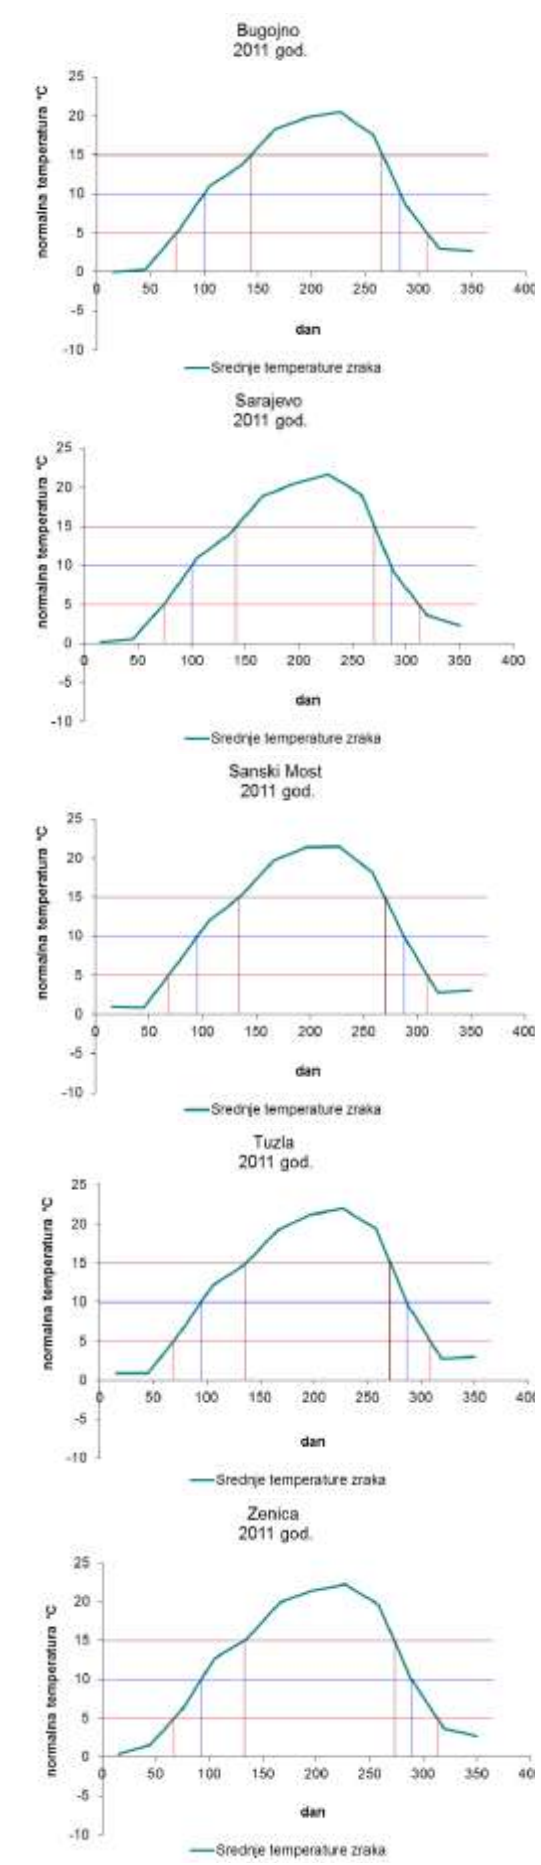 Bugojno
2011 god.
25
20
15
10
5
0
-5
-10
0 50 100 150 200 250 300 350 400
normalna temperatura °C
dan
Srednje temperature zraka
Sarajevo
2011 god.
25
20
15
10
5
0
-5
-10
0 50 100 150 200 250 300 350 400
normalna temperatura °C
dan
Srednje temperature zraka
Sanski Most
2011 god.
25
20
15
10
5
0
-5
-10
0 50 100 150 200 250 300 350 400
normalna temperatura °C
dan
Srednje temperature zraka
Tuzla
2011 god.
25
20
15
10
5
0
-5
-10
0 50 100 150 200 250 300 350 400
normalna temperatura °C
dan
Srednje temperature zraka
Zenica
2011 god.
25
20
15
10
5
0
-5
-10
0 50 100 150 200 250 300 350 400
normalna temperatura °C
dan
Srednje temperature zraka